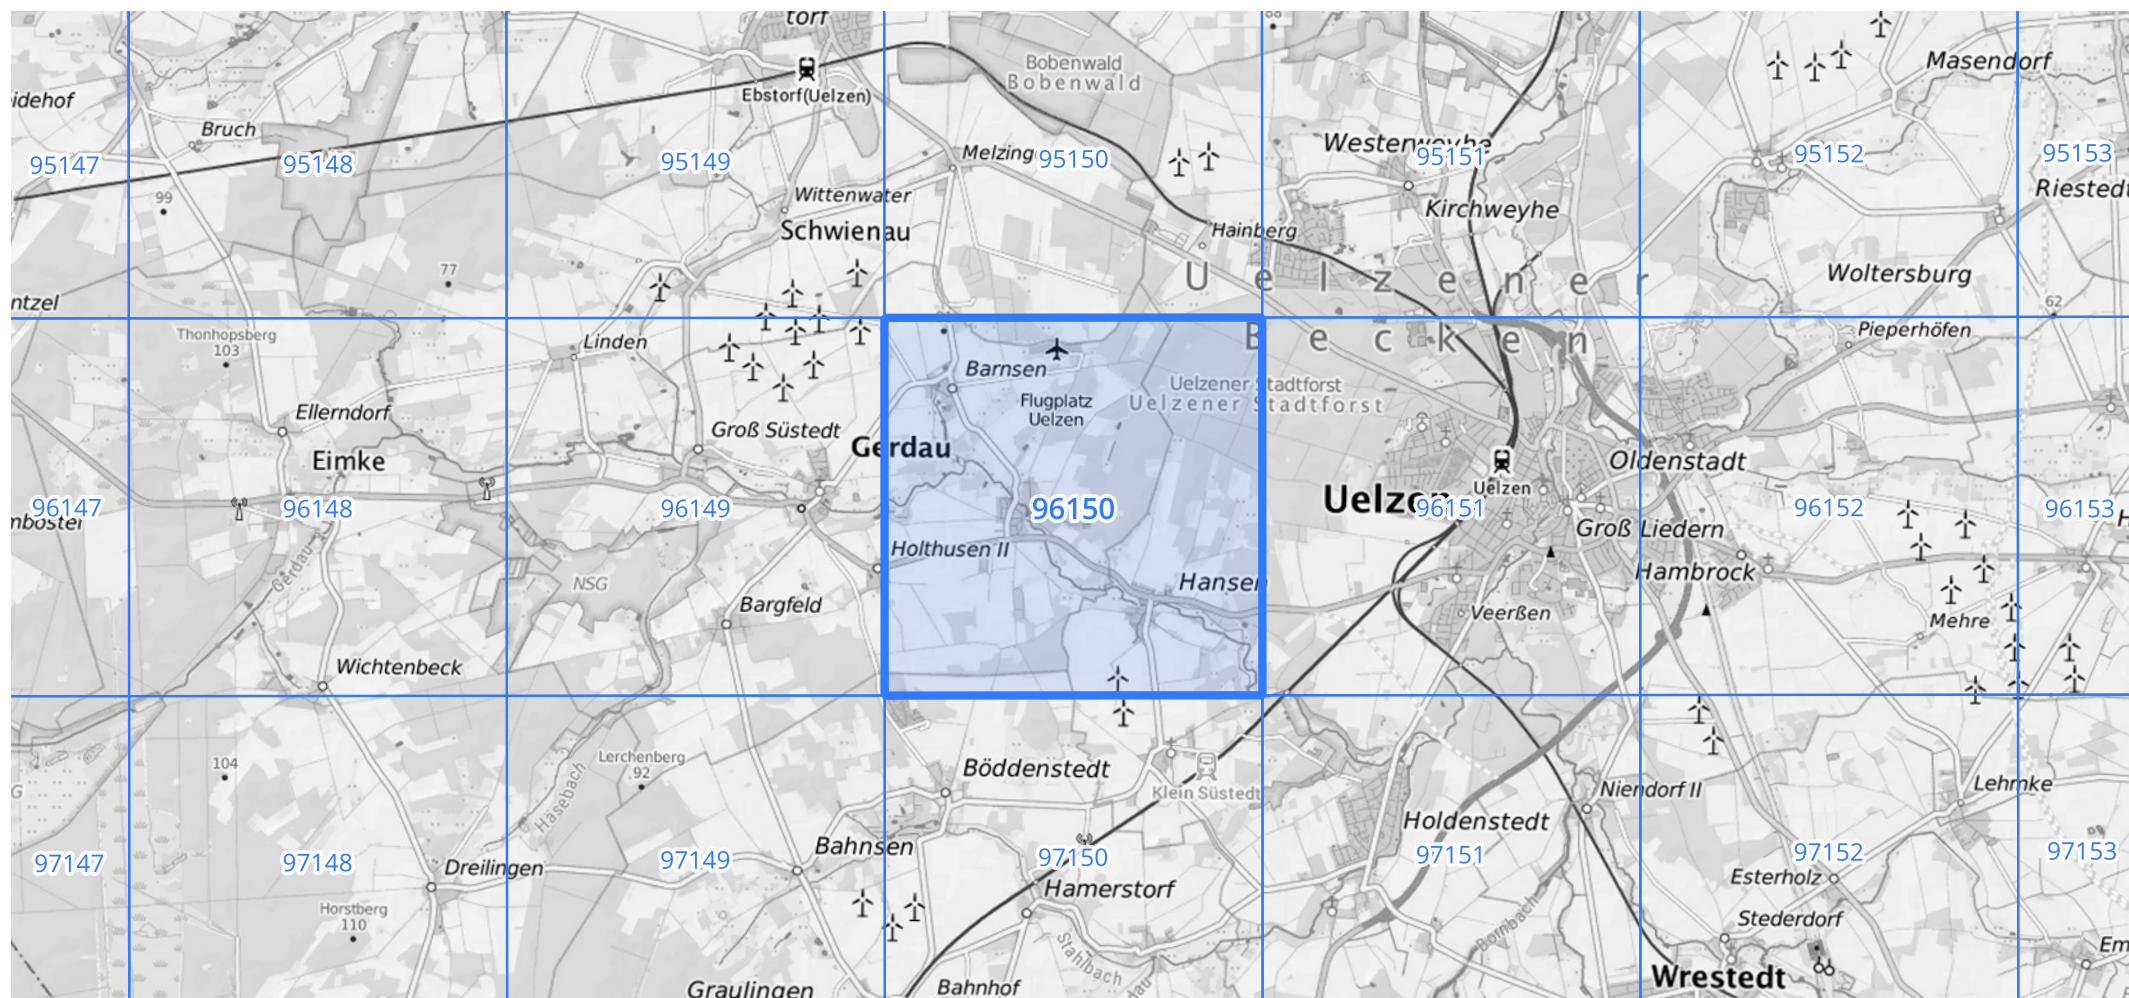 torf
Bobenwald
Bobenwald
Masendorf
Ebstorf(Uelzen)
idehof
Bruch
95147
95148
95149
Melzing
95150
Westerweyhe
95151
95152
95153
99
Wittenwater
Kirchweyhe
Riestedt
Schwienau
Hainberg
77
Uelzener
Woltersburg
ntzel
62
Thonhopsberg
103
Linden
Becken
Pieperhöfen
Barnsen
Uelzener Stadtforst
Uelzener Stadtforst
Flugplatz
Uelzen
Ellerndorf
Groß Süstedt
Gerdau
Eimke
Oldenstadt
Uelzen
Uelzen
96147
96148
96149
96150
96151
96152
96153
mbostel
Groß Liedern
Holthusen II
Gerdau
NSG
Hansen
Hambrock
Bargfeld
Veerßen
Mehre
Wichtenbeck
104
Lerchenberg
92
Böddenstedt
Klein Süstedt
Niendorf II
Lehmke
Häsebach
Holdenstedt
Bahnsen
97147
97148
97149
97150
97151
97152
97153
Dreilingen
Hamerstorf
Esterholz
Horstberg
110
Stederdorf
Bornbach
Stahlbach
dau
Em
Wrestedt
Graulingen
Bahnhof